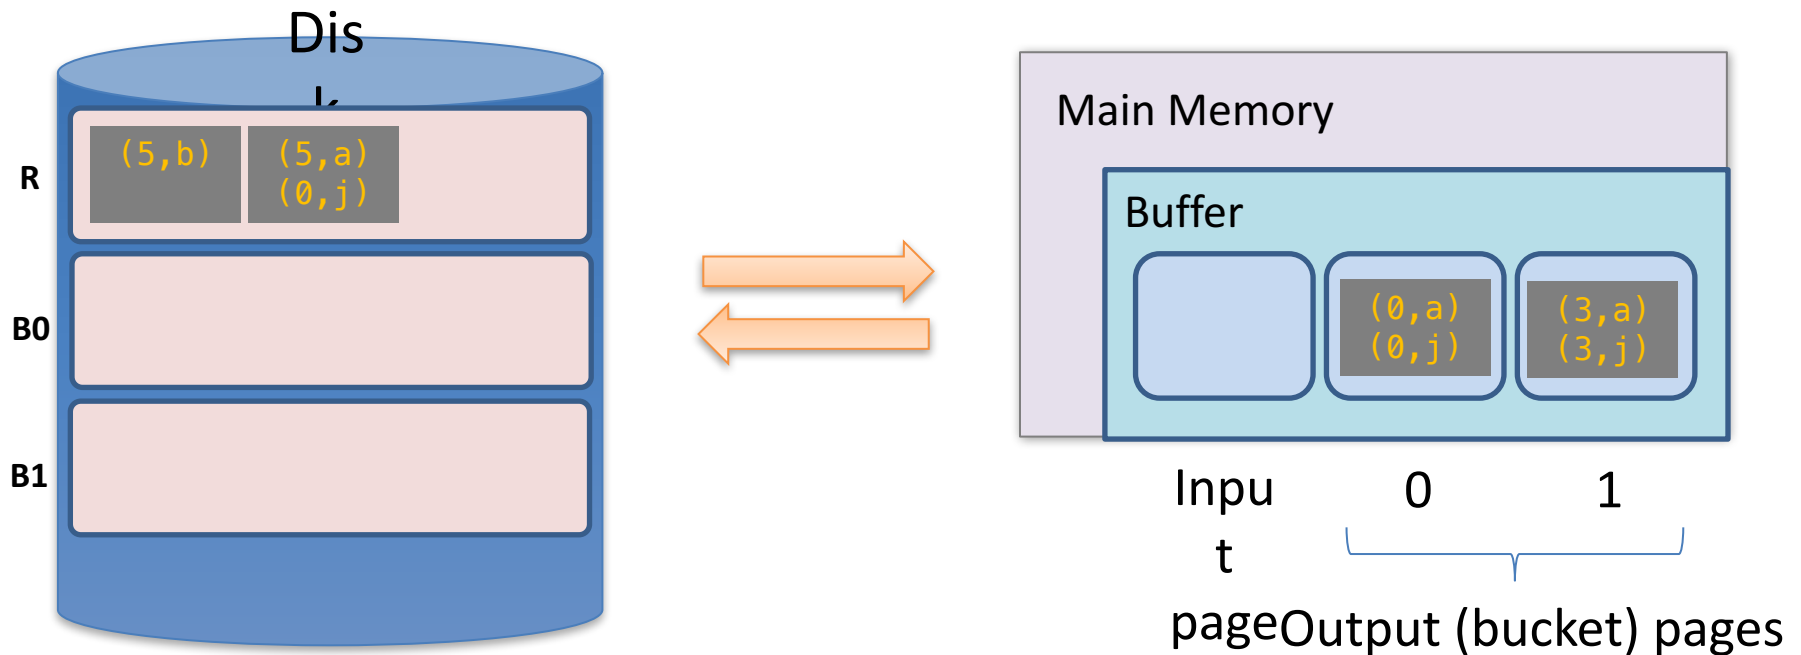 Dis
k
R
(5,b)
(5,a)
(0,j)
B0
B1
Main Memory
Buffer
(0,a)
(0,j)
(3,a)
(3,j)
Inpu
t
page
0
1
Output (bucket) pages